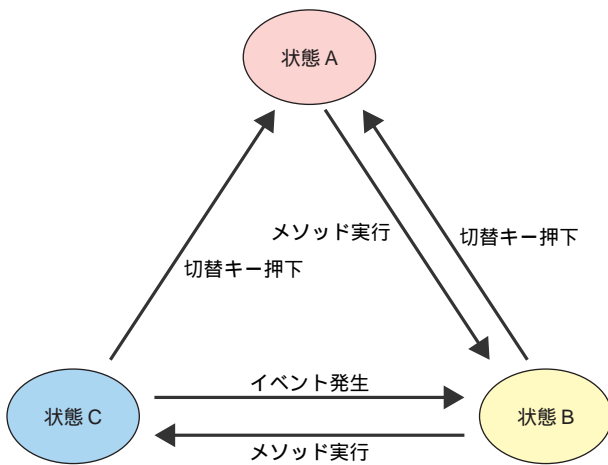 状態 A
メソッド実行
切替キー押下
切替キー押下
イベント発生
状態 C
状態 B
メソッド実行